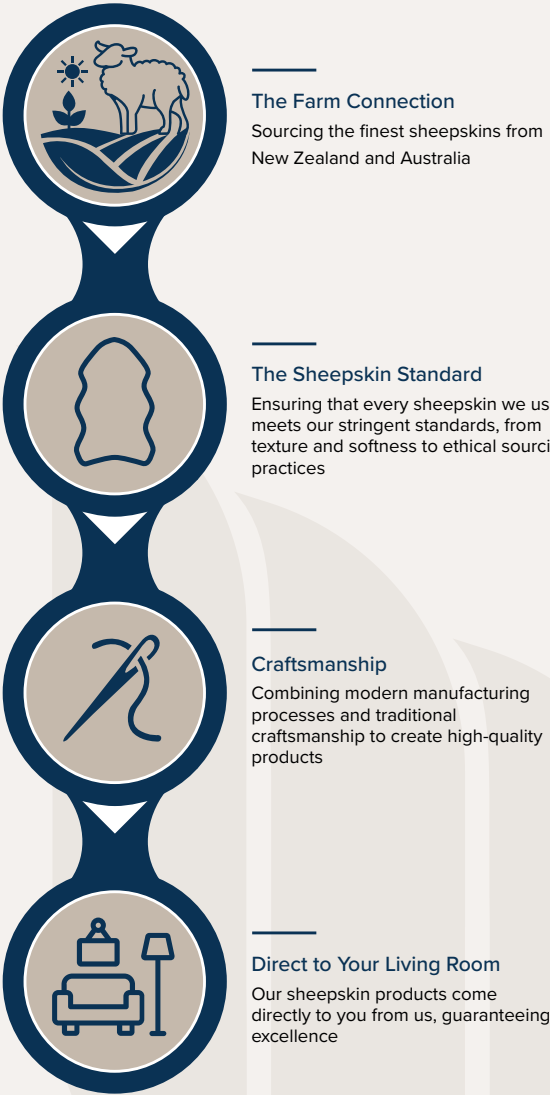 The Farm Connection
Sourcing the finest sheepskins from
New Zealand and Australia
The Sheepskin Standard
Ensuring that every sheepskin we us
meets our stringent standards, from
texture and softness to ethical sourci
practices
Craftsmanship
Combining modern manufacturing
processes and traditional
craftsmanship to create high-quality
products
Direct to Your Living Room
Our sheepskin products come
directly to you from us, guaranteeing
excellence